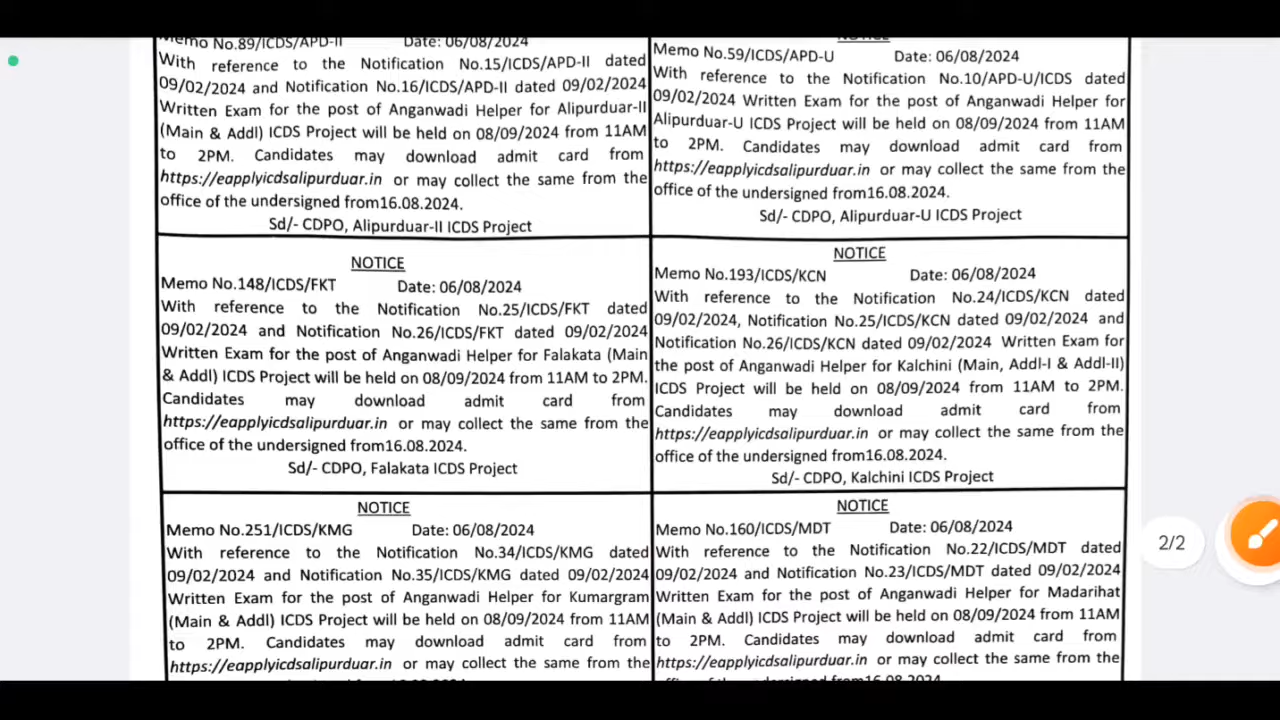 Memo No.89/ICDS/APD-II Date: 06/08/2024
With reference to the Notification No.15/ICDS/APD-II dated
09/02/2024 and Notification No.16/ICDS/APD-II dated 09/02/2024
Written Exam for the post of Anganwadi Helper for Alipurduar-II
(Main & Addl) ICDS Project will be held on 08/09/2024 from 11AM
to 2PM. Candidates may download admit card from
https://eapplyicdsalipurduar.in or may collect the same from the
office of the undersigned from16.08.2024.
Sd/- CDPO, Alipurduar-II ICDS Project
NOTICE
Memo No.59/ICDS/APD-U Date: 06/08/2024
With reference to the Notification No.10/APD-U/ICDS dated
09/02/2024 Written Exam for the post of Anganwadi Helper for
Alipurduar-U ICDS Project will be held on 08/09/2024 from 11AM
to 2PM. Candidates may download admit card from
https://eapplyicdsalipurduar.in or may collect the same from the
office of the undersigned from16.08.2024.
Sd/- CDPO, Alipurduar-U ICDS Project
NOTICE
Memo No.148/ICDS/FKT Date: 06/08/2024
With reference to the Notification No.25/ICDS/FKT dated
09/02/2024 and Notification No.26/ICDS/FKT dated 09/02/2024
Written Exam for the post of Anganwadi Helper for Falakata (Main
& Addl) ICDS Project will be held on 08/09/2024 from 11AM to 2PM.
Candidates may download admit card from
https://eapplyicdsalipurduar.in or may collect the same from the
office of the undersigned from16.08.2024.
Sd/- CDPO, Falakata ICDS Project
NOTICE
Memo No.193/ICDS/KCN Date: 06/08/2024
With reference to the Notification No.24/ICDS/KCN dated
09/02/2024, Notification No.25/ICDS/KCN dated 09/02/2024 and
Notification No.26/ICDS/KCN dated 09/02/2024 Written Exam for
the post of Anganwadi Helper for Kalchini (Main, Addl-I & Addl-II)
ICDS Project will be held on 08/09/2024 from 11AM to 2PM.
Candidates may download admit card from
https://eapplyicdsalipurduar.in or may collect the same from the
office of the undersigned from16.08.2024.
Sd/- CDPO, Kalchini ICDS Project
NOTICE
Memo No.251/ICDS/KMG Date: 06/08/2024
With reference to the Notification No.34/ICDS/KMG dated
09/02/2024 and Notification No.35/ICDS/KMG dated 09/02/2024
Written Exam for the post of Anganwadi Helper for Kumargram
(Main & Addl) ICDS Project will be held on 08/09/2024 from 11AM
to 2PM. Candidates may download admit card from
https://eapplyicdsalipurduar.in or may collect the same from the
NOTICE
Memo No.160/ICDS/MDT Date: 06/08/2024
With reference to the Notification No.22/ICDS/MDT dated
09/02/2024 and Notification No.23/ICDS/MDT dated 09/02/2024
Written Exam for the post of Anganwadi Helper for Madarihat
(Main & Addl) ICDS Project will be held on 08/09/2024 from 11AM
to 2PM. Candidates may download admit card from
https://eapplyicdsalipurduar.in or may collect the same from the
2/2